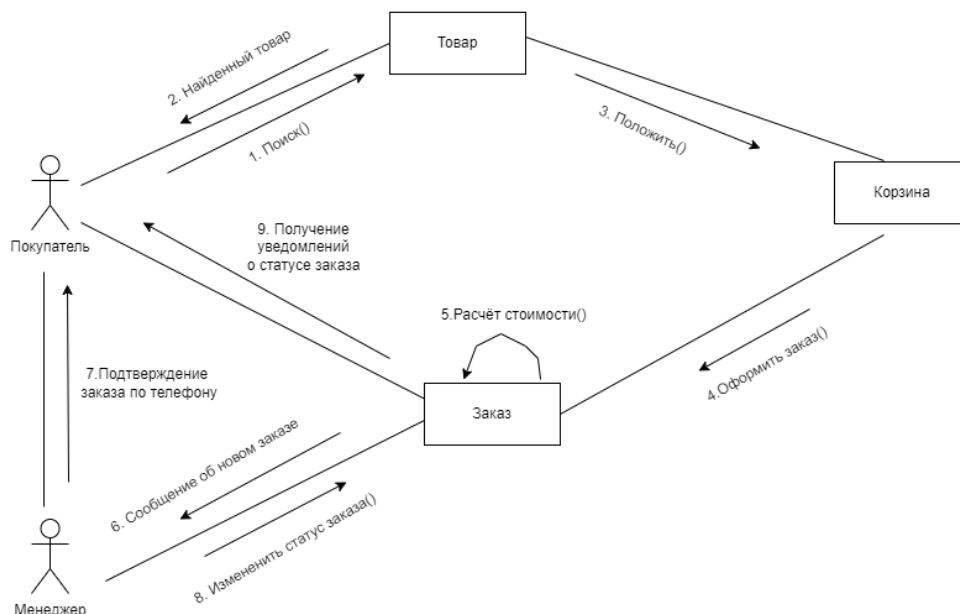 Товар
2. Найденный товар
1. Поиск()
3. Положить()
Корзина
Покупатель
9. Получение
уведомлений
о статусе заказа
5.Расчёт стоимости()
4.Оформить заказ()
7.Подтверждение
заказа по телефону
Заказ
6. Сообщение об новом заказе
8. Измененить статус заказа()
Менеджер